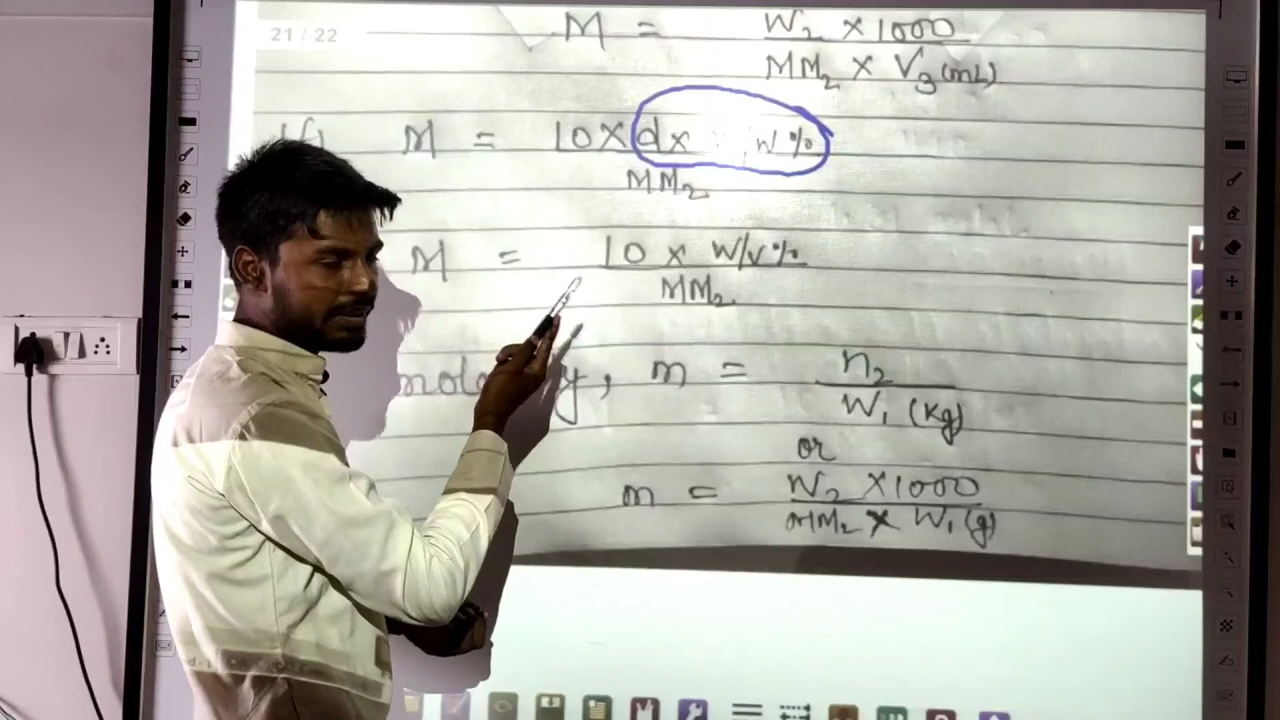 21 / 22
M = W₂ × 1000
MM₂ × V₃ (mL)
M = 10 × d × W%
MM₂
M = 10 × W/V%
MM₂
y, m = n₂
W₁ (Kg)
or
m = W₂ × 1000
MM₂ × W₁ (g)